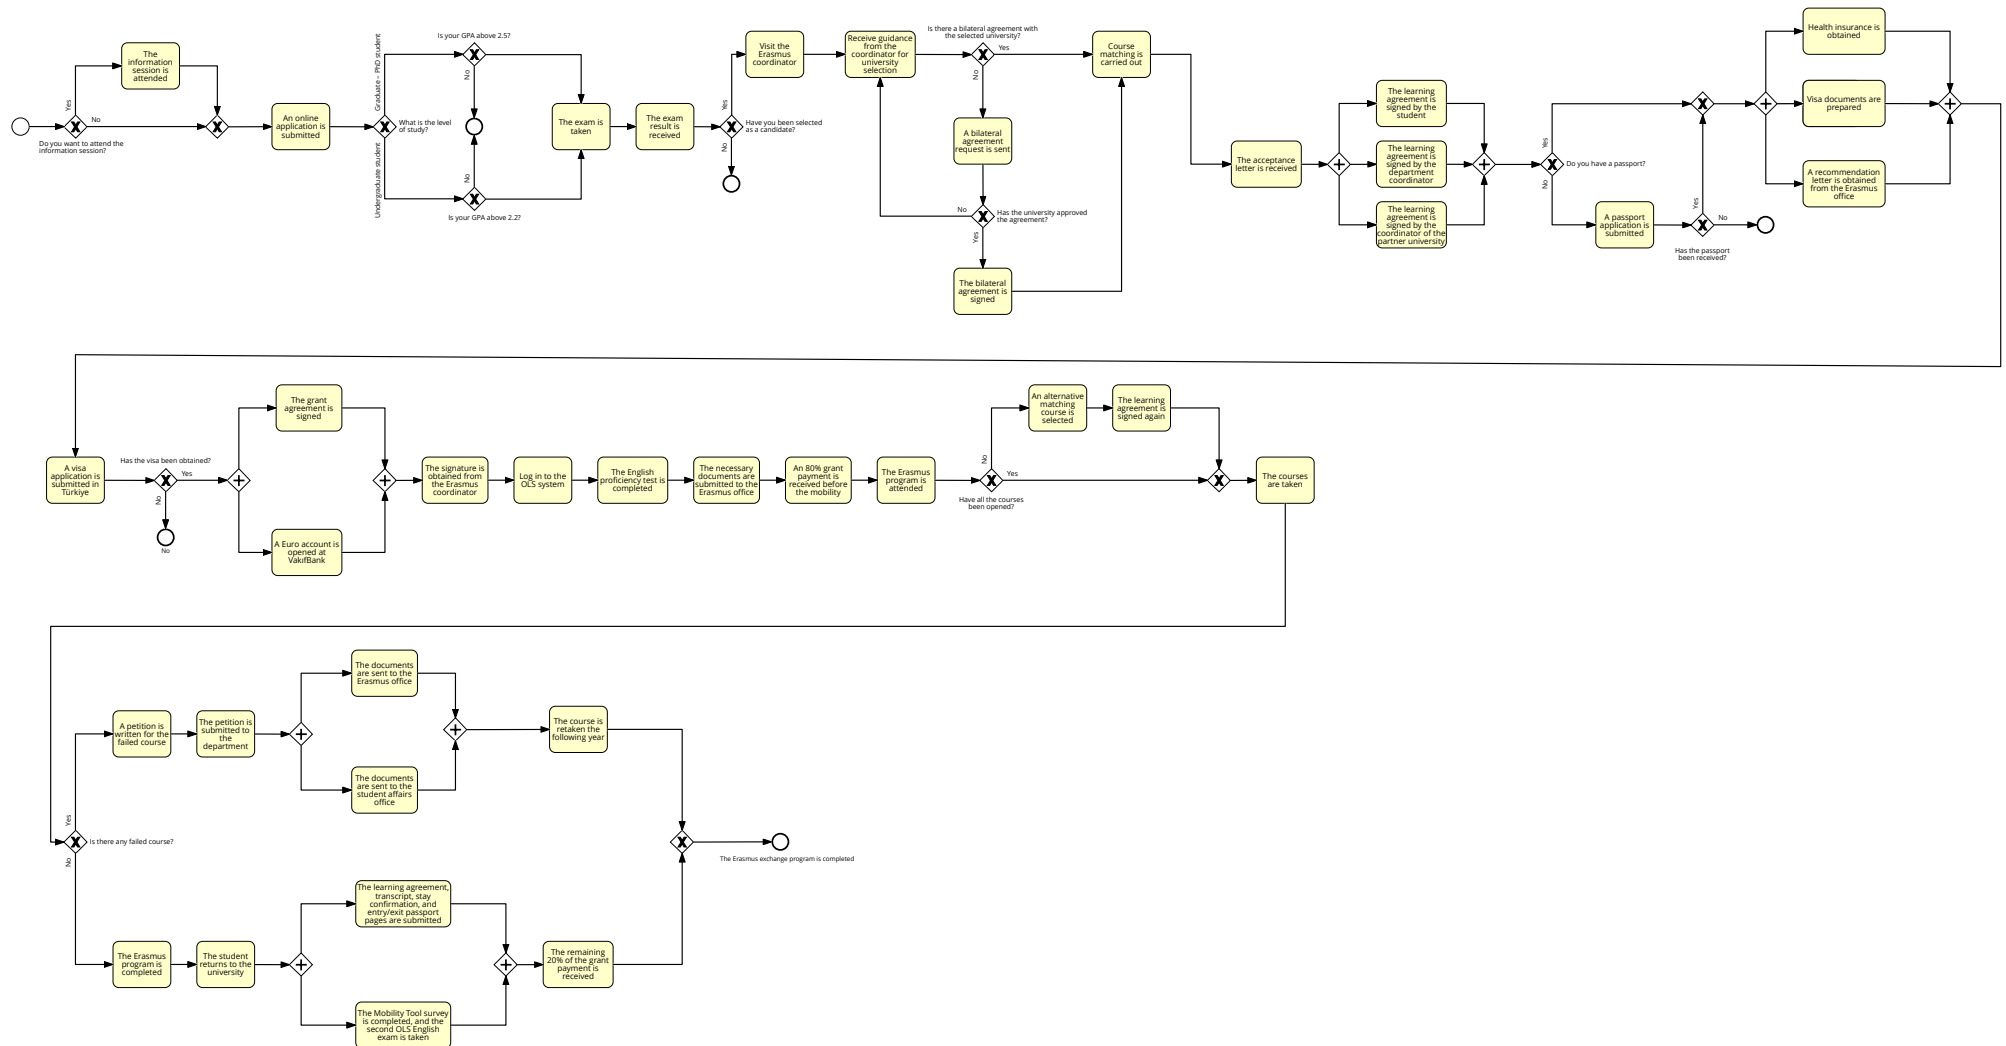 The
information
session is
attended
Yes
No
Do you want to attend the
information session?
An online
application is
submitted
Graduate – PhD student
Undergraduate student
What is the level
of study?
Is your GPA above 2.5?
No
No
Is your GPA above 2.2?
The exam is
taken
The exam
result is
received
Yes
Have you been selected
as a candidate?
No
Visit the
Erasmus
coordinator
Receive guidance
from the
coordinator for
university
selection
Is there a bilateral agreement with
the selected university?
Yes
No
A bilateral
agreement
request is sent
No
Has the university approved
the agreement?
Yes
The bilateral
agreement is
signed
Course
matching is
carried out
The acceptance
letter is received
The learning
agreement is
signed by the
student
The learning
agreement is
signed by the
department
coordinator
The learning
agreement is
signed by the
coordinator of the
partner university
Yes
Do you have a passport?
No
A passport
application is
submitted
Yes
No
Has the passport
been received?
Health insurance is
obtained
Visa documents are
prepared
A recommendation
letter is obtained
from the Erasmus
office
A visa
application is
submitted in
Türkiye
Has the visa been obtained?
Yes
No
No
The grant
agreement is
signed
A Euro account is
opened at
VakıfBank
The signature is
obtained from
the Erasmus
coordinator
Log in to the
OLS system
The English
proficiency test is
completed
The necessary
documents are
submitted to the
Erasmus office
An 80% grant
payment is
received before
the mobility
The Erasmus
program is
attended
No
Yes
Have all the courses
been opened?
An alternative
matching
course is
selected
The learning
agreement is
signed again
The courses
are taken
Yes
Is there any failed course?
No
A petition is
written for the
failed course
The petition is
submitted to
the
department
The documents
are sent to the
Erasmus office
The documents
are sent to the
student affairs
office
The course is
retaken the
following year
The Erasmus
program is
completed
The student
returns to the
university
The learning agreement,
transcript, stay
confirmation, and
entry/exit passport
pages are submitted
The Mobility Tool survey
is completed, and the
second OLS English
exam is taken
The remaining
20% of the grant
payment is
received
The Erasmus exchange program is completed